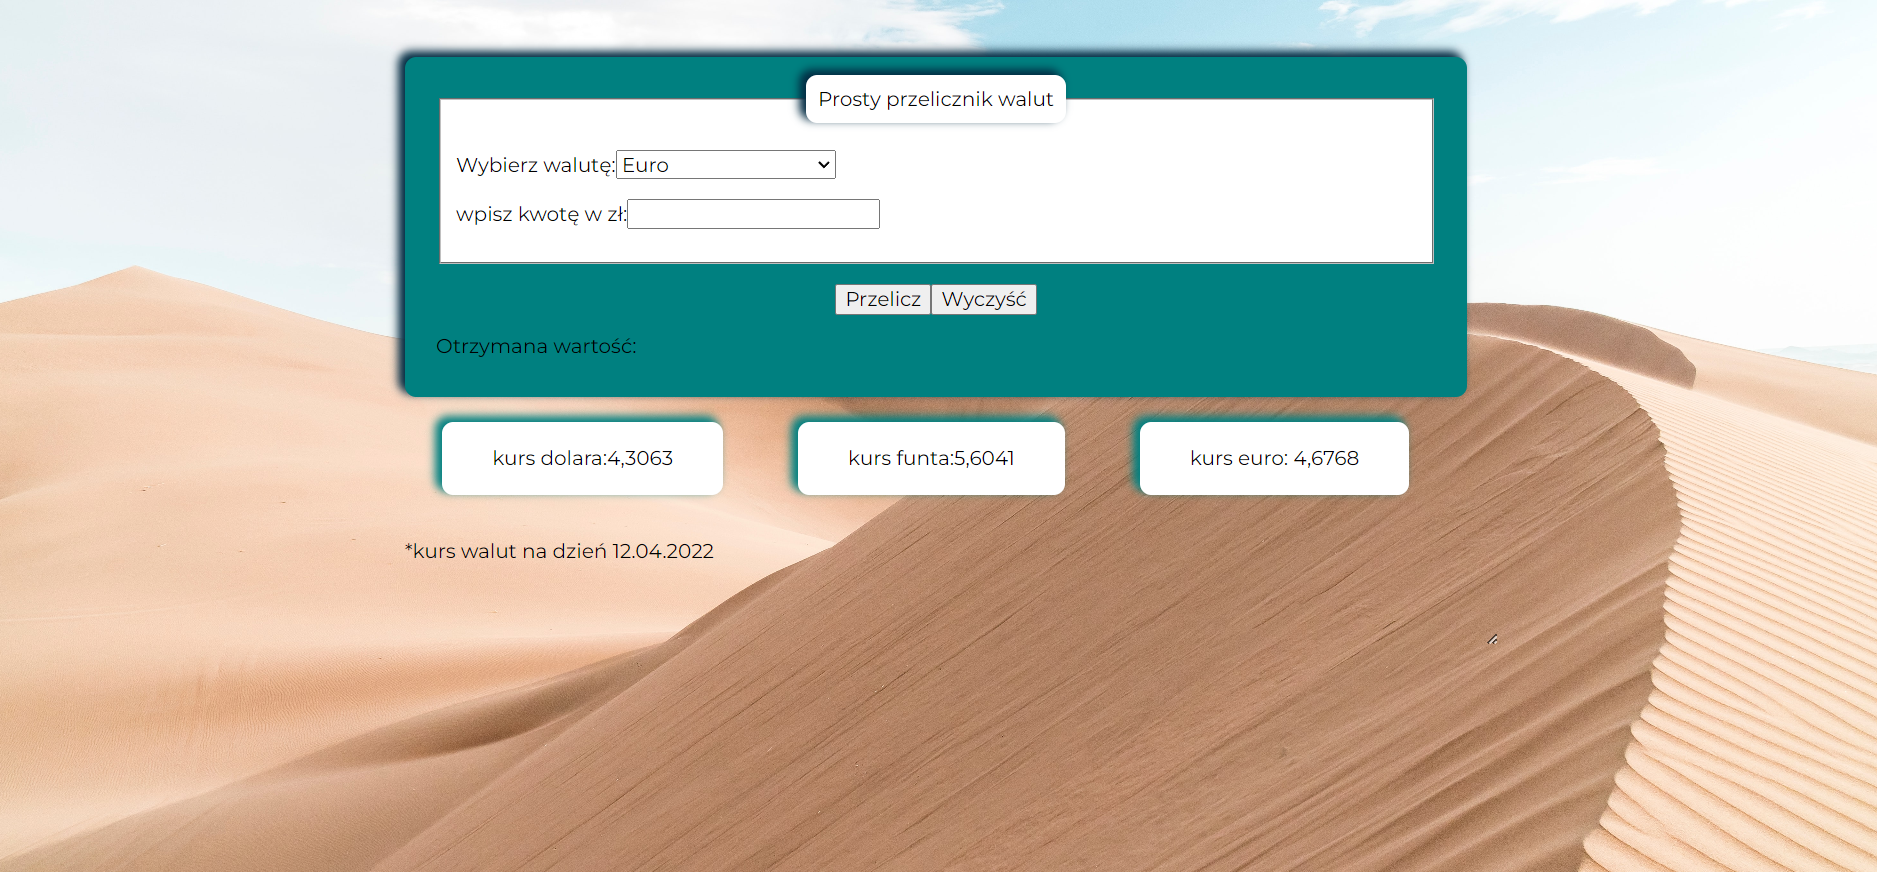 Prosty przelicznik walut
Wybierz walutę: Euro
wpisz kwotę w zł:
Przelicz Wyczyść
Otrzymana wartość:
kurs dolara:4,3063 kurs funta:5,6041 kurs euro: 4,6768
*kurs walut na dzień 12.04.2022